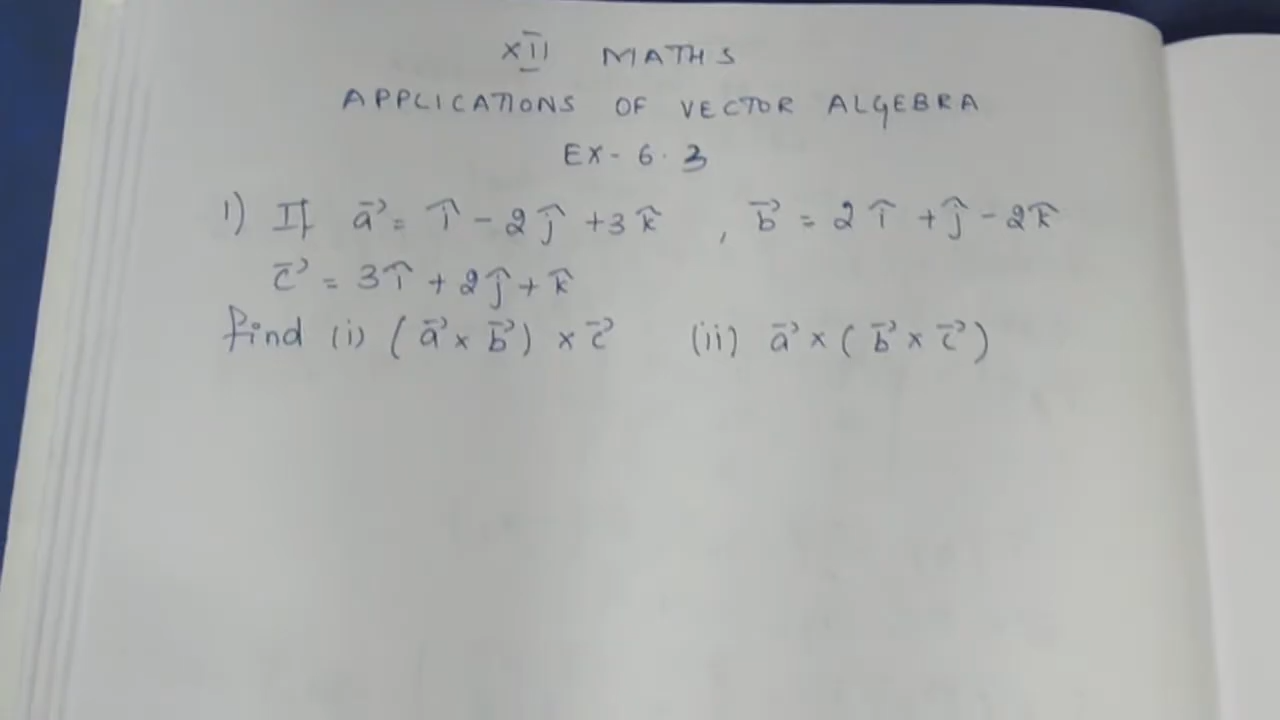 XII MATHS
APPLICATIONS OF VECTOR ALGEBRA
EX- 6.3
1) If a⃗ = î - 2ĵ + 3k̂ , b⃗ = 2î + ĵ - 2k̂
c⃗ = 3î + 2ĵ + k̂
find (i) (a⃗ × b⃗) × c⃗ (ii) a⃗ × (b⃗ × c⃗)